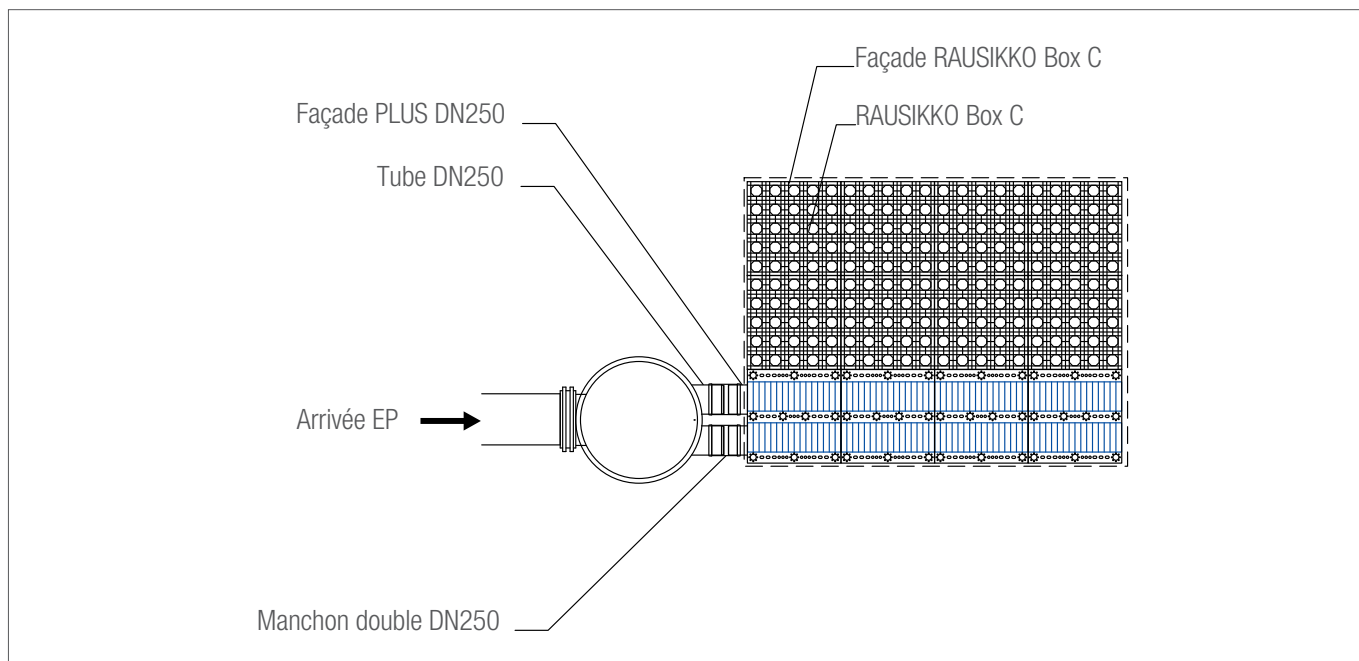 Façade RAUSIKKO Box C
Façade PLUS DN250
RAUSIKKO Box C
Tube DN250
Arrivée EP
Manchon double DN250